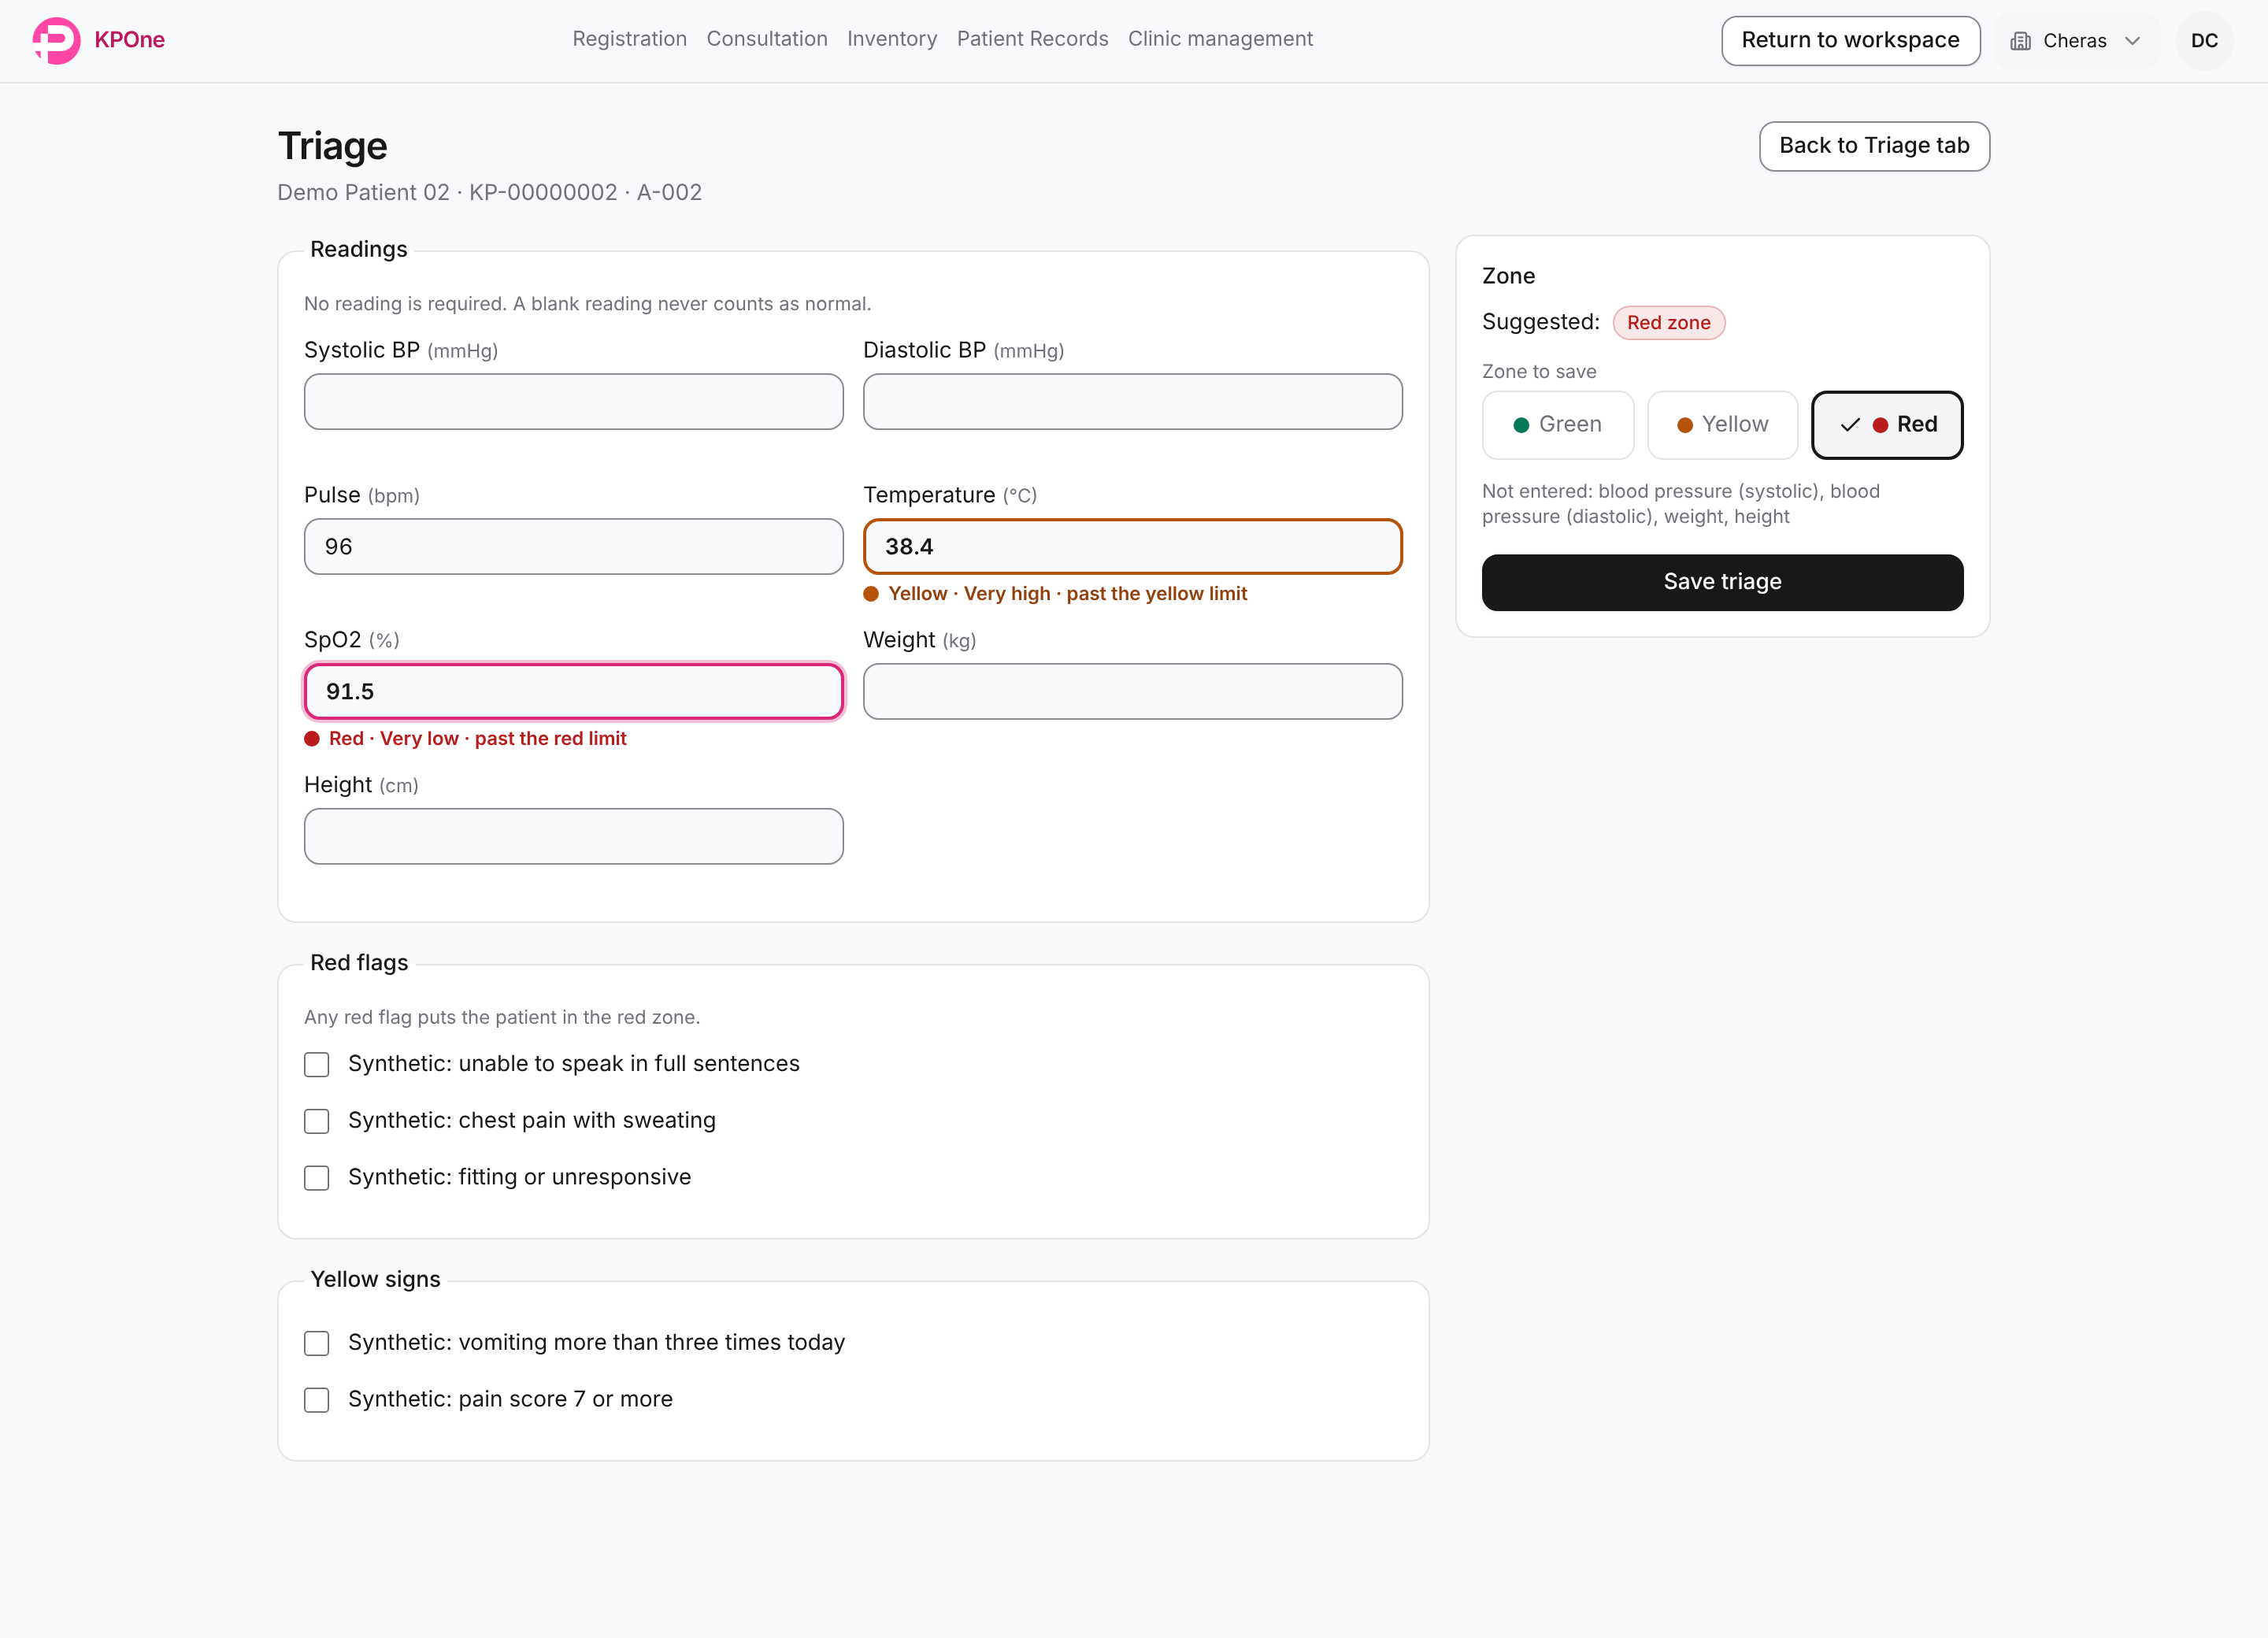 KPOne
Registration
Consultation
Inventory
Patient Records
Clinic management
Return to workspace
Cheras
DC
Triage
Back to Triage tab
Demo Patient 02 · KP-00000002 · A-002
Readings
No reading is required. A blank reading never counts as normal.
Systolic BP (mmHg)
Diastolic BP (mmHg)
Pulse (bpm)
96
Temperature (°C)
38.4
Yellow · Very high · past the yellow limit
SpO2 (%)
91.5
Red · Very low · past the red limit
Weight (kg)
Height (cm)
Zone
Suggested: Red zone
Zone to save
Green
Yellow
Red
Not entered: blood pressure (systolic), blood
pressure (diastolic), weight, height
Save triage
Red flags
Any red flag puts the patient in the red zone.
Synthetic: unable to speak in full sentences
Synthetic: chest pain with sweating
Synthetic: fitting or unresponsive
Yellow signs
Synthetic: vomiting more than three times today
Synthetic: pain score 7 or more